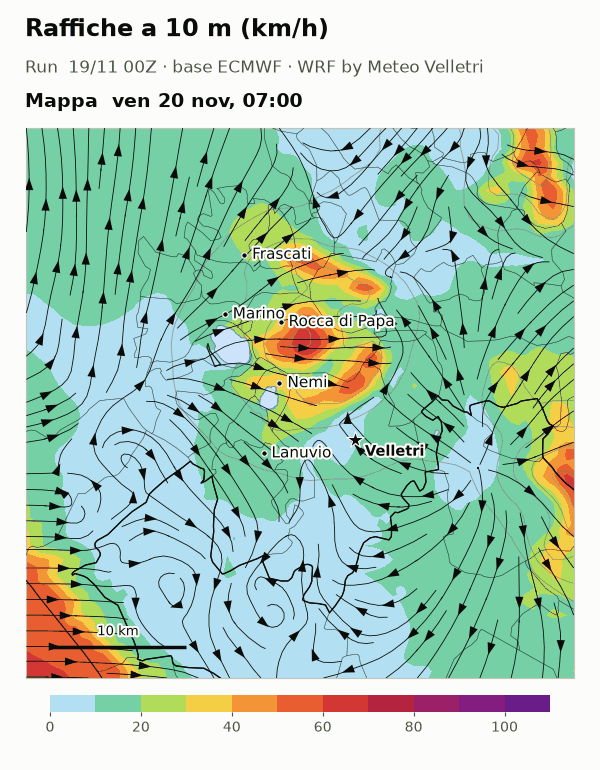 Raffiche a 10 m (km/h)
Run  19/11 00Z · base ECMWF · WRF by Meteo Velletri
Mappa  ven 20 nov, 07:00
Frascati
Marino
Rocca di Papa
Nemi
Velletri
Lanuvio
10 km
0 20 40 60 80 100